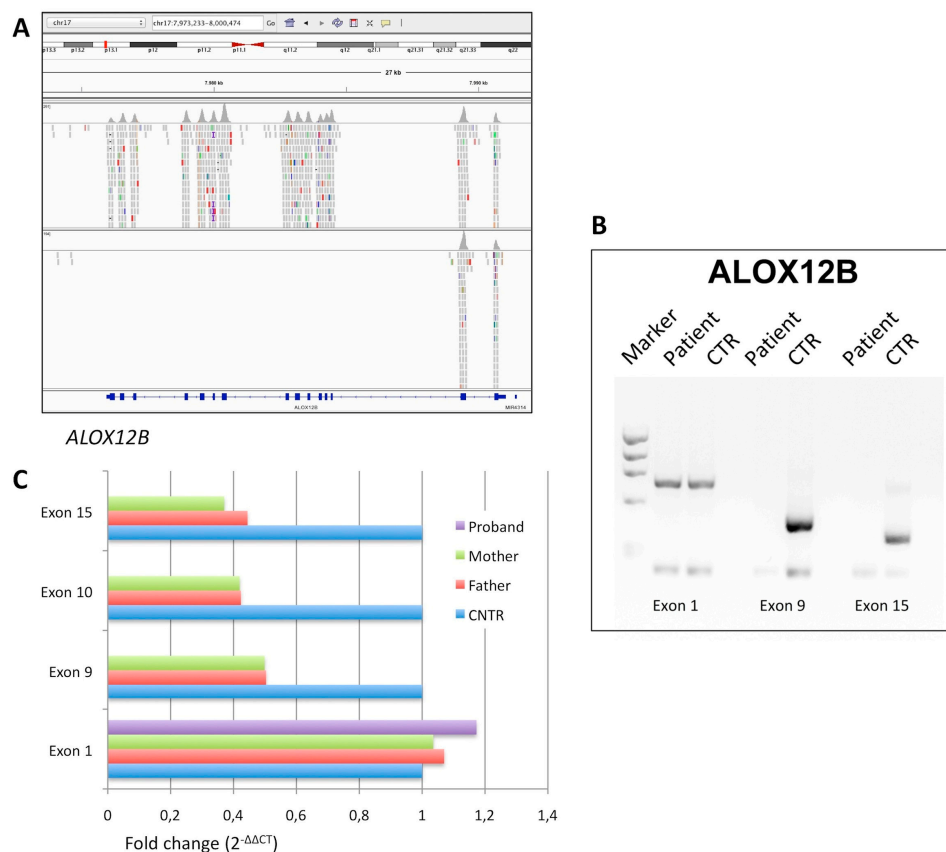 A
chr17
chr17:7,973,233-8,000,474
Go
p13.3 p13.2 p13.1 p12 p11.2 p11.1 q11.2 q12 q21.1 q21.31 q21.32 q21.33 q22
27 kb
7.980 kb 7.990 kb
ALOX12B MIR4314
ALOX12B
B
ALOX12B
Marker Patient CTR Patient CTR Patient CTR
Exon 1 Exon 9 Exon 15
C
Exon 15
Exon 10
Exon 9
Exon 1
Proband
Mother
Father
CNTR
0 0,2 0,4 0,6 0,8 1 1,2 1,4
Fold change (2^-ΔΔCT)